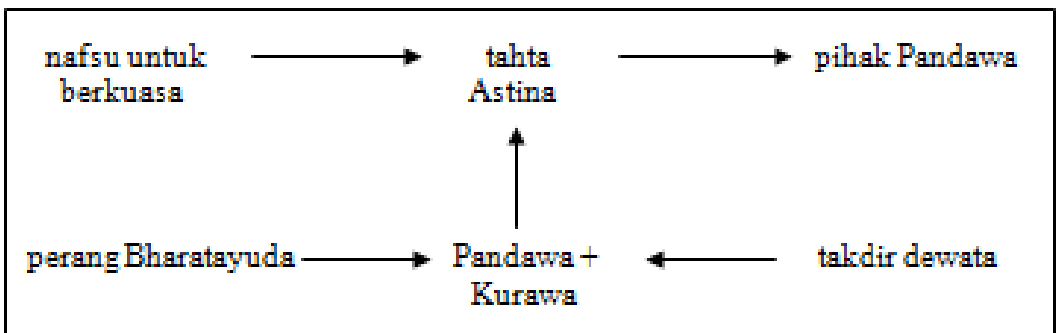 nafsu untuk
berkuasa
tahta
Astina
pihak Pandawa
perang Bharatayuda
Pandawa +
Kurawa
takdir dewata